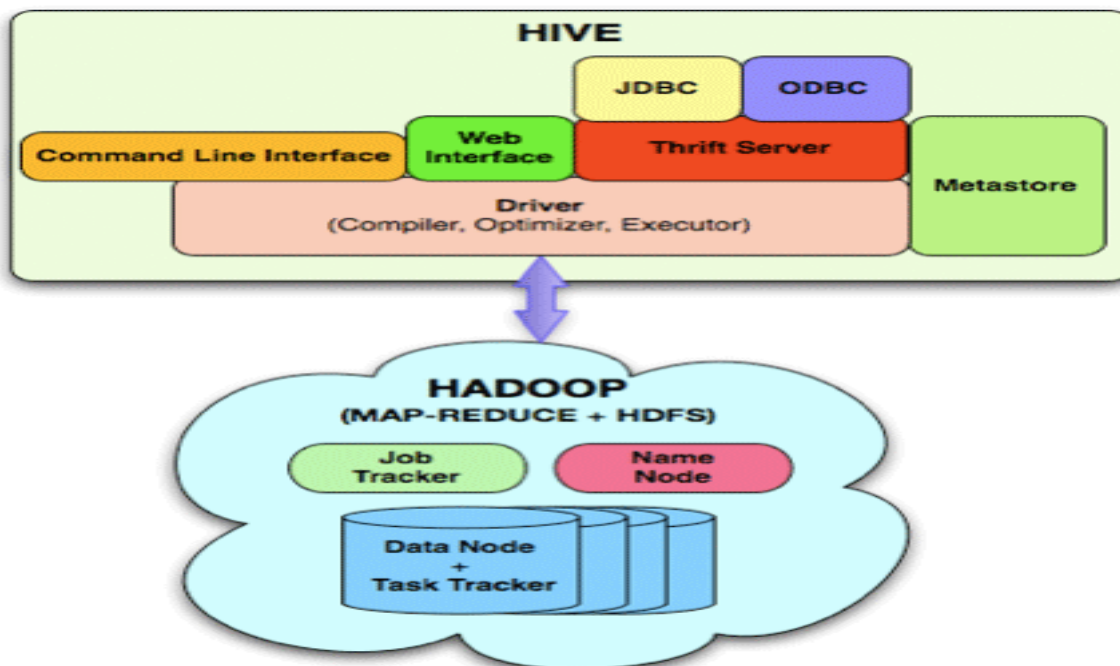 HIVE
JDBC
ODBC
Command Line Interface
Web
Interface
Thrift Server
Metastore
Driver
(Compiler, Optimizer, Executor)
HADOOP
(MAP-REDUCE + HDFS)
Job
Tracker
Name
Node
Data Node
+
Task Tracker